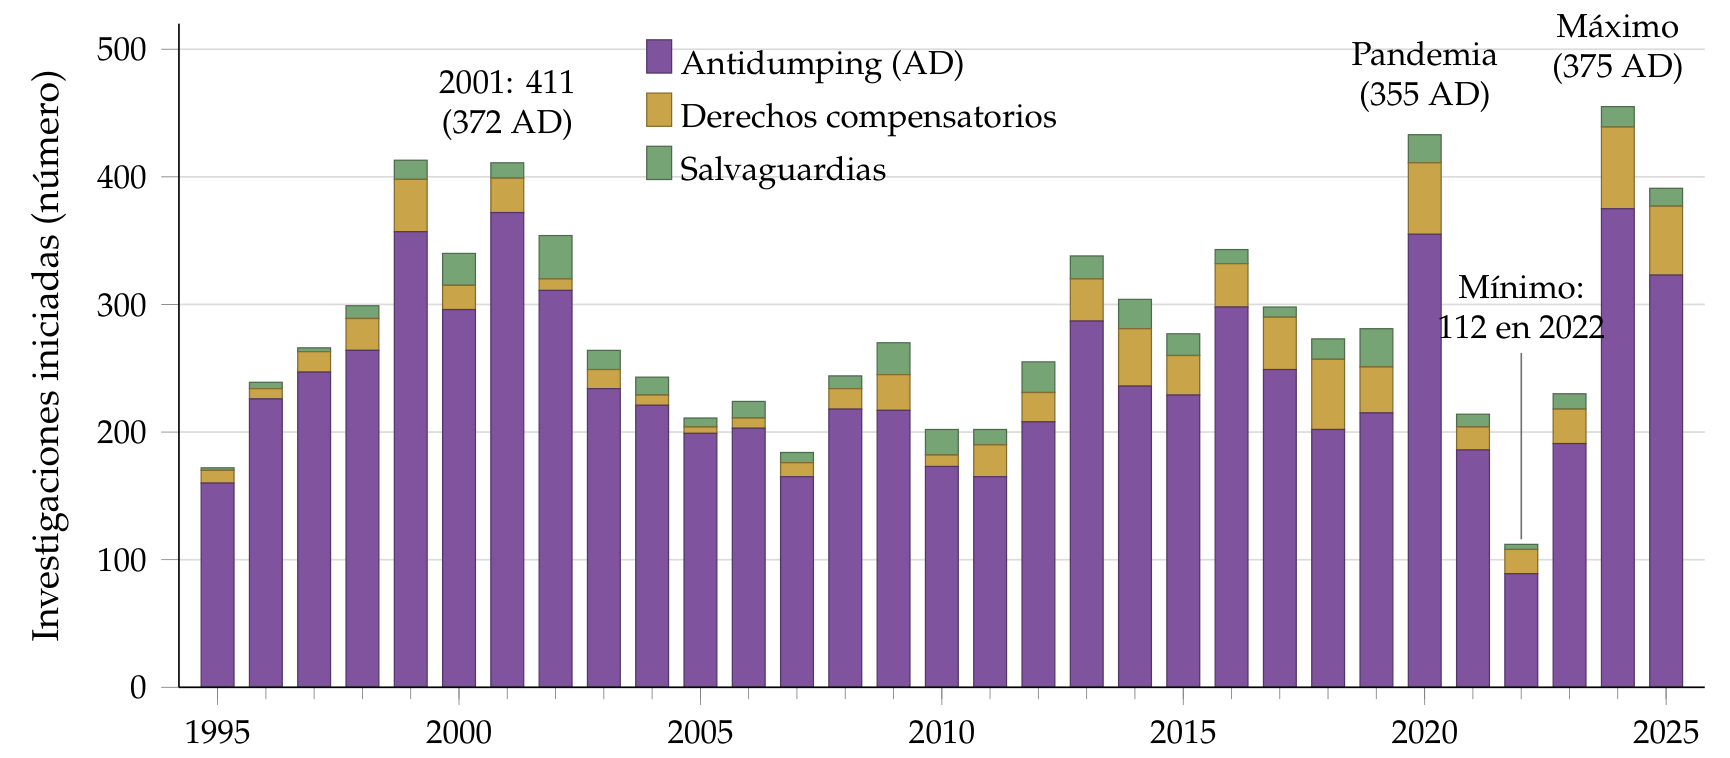 Investigaciones iniciadas (número)
500
400
300
200
100
0
2001: 411
(372 AD)
Antidumping (AD)
Derechos compensatorios
Salvaguardias
Pandemia
(355 AD)
Máximo
(375 AD)
Mínimo:
112 en 2022
1995
2000
2005
2010
2015
2020
2025